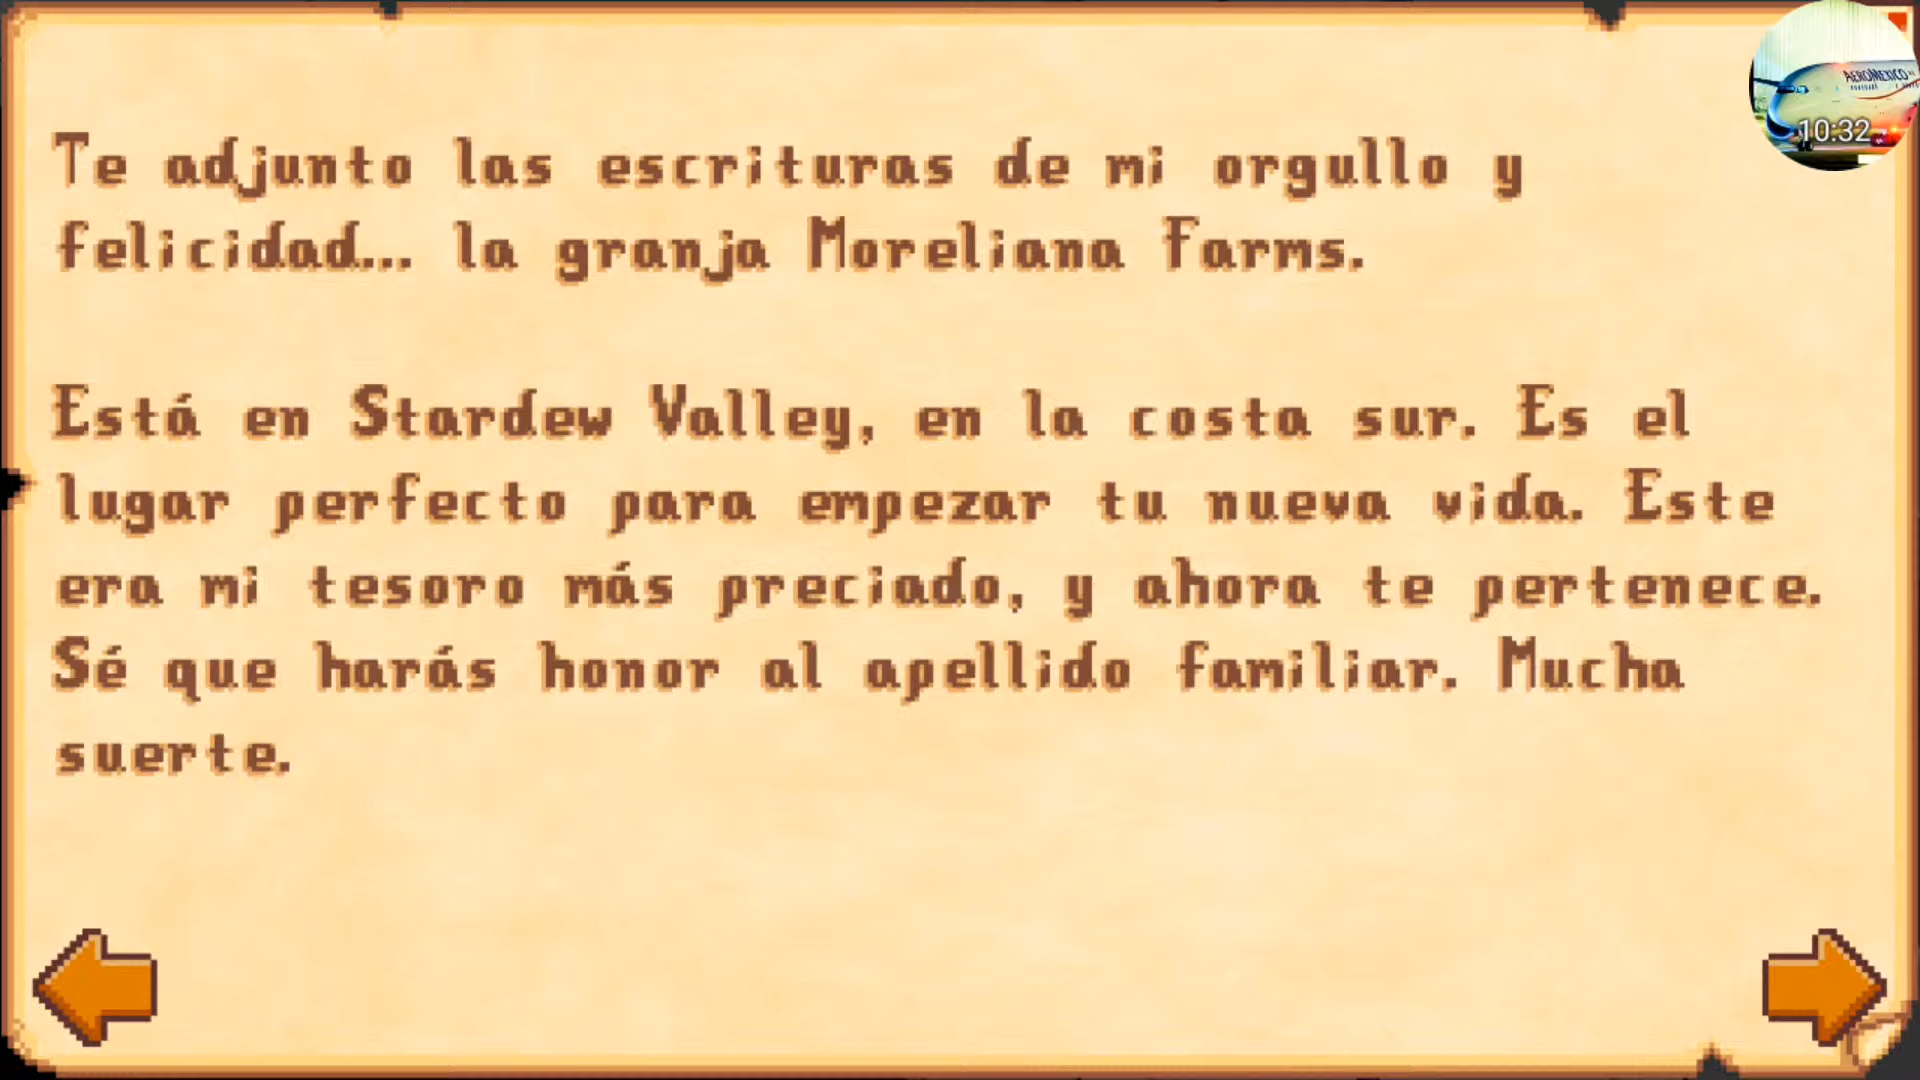 AEROMEXICO
10:32
Te adjunto las escrituras de mi orgullo y
felicidad... la granja Moreliana Farms.
Está en Stardew Valley, en la costa sur. Es el
lugar perfecto para empezar tu nueva vida. Este
era mi tesoro más preciado, y ahora te pertenece.
Sé que harás honor al apellido familiar. Mucha
suerte.